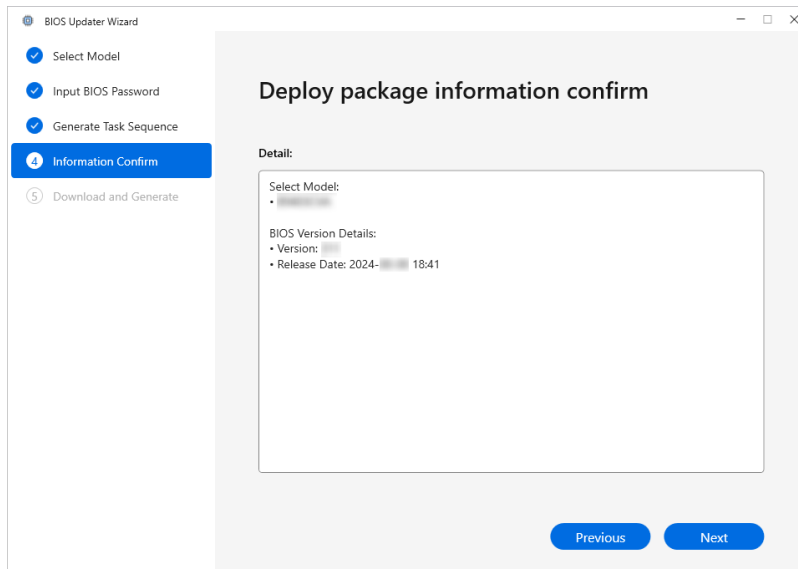 BIOS Updater Wizard
Select Model
Input BIOS Password
Generate Task Sequence
4 Information Confirm
5 Download and Generate
Deploy package information confirm
Detail:
Select Model:
•
BIOS Version Details:
• Version:
• Release Date: 2024- 18:41
Previous
Next